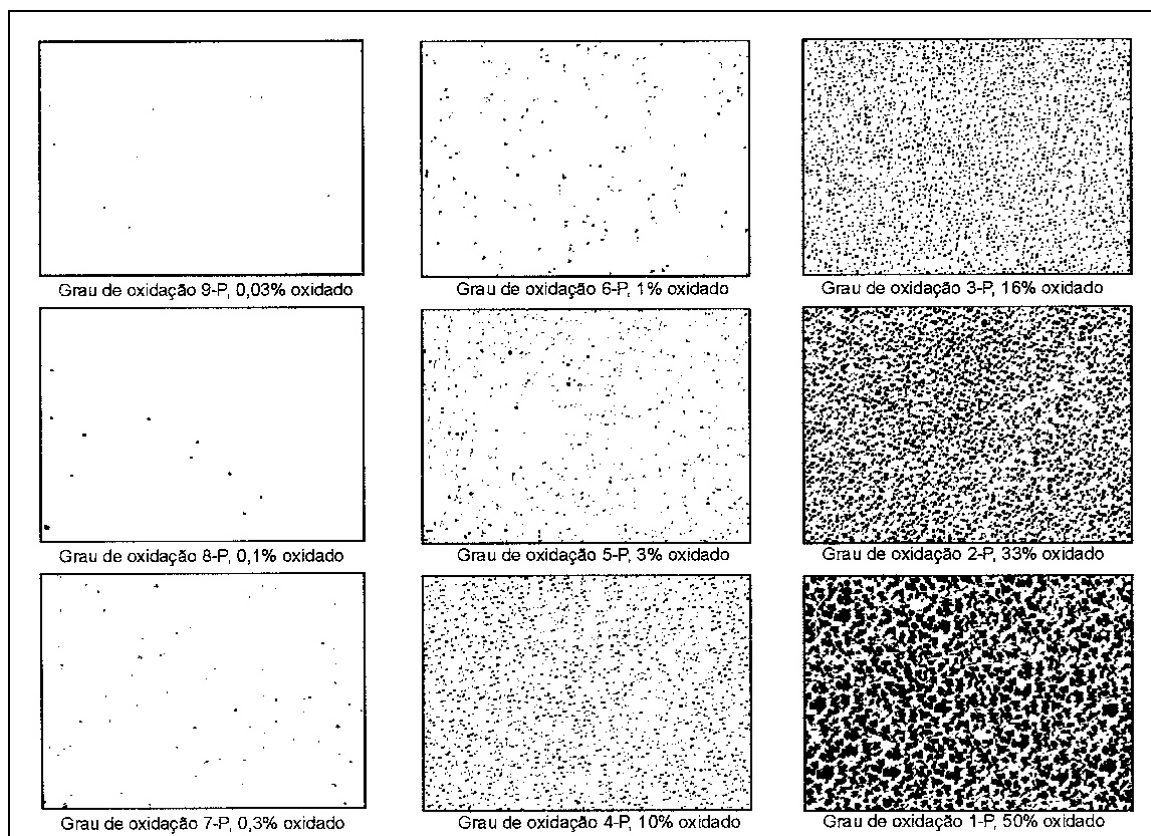 Grau de oxidação 9-P, 0,03% oxidado
Grau de oxidação 6-P, 1% oxidado
Grau de oxidação 3-P, 16% oxidado
Grau de oxidação 8-P, 0,1% oxidado
Grau de oxidação 5-P, 3% oxidado
Grau de oxidação 2-P, 33% oxidado
Grau de oxidação 7-P, 0,3% oxidado
Grau de oxidação 4-P, 10% oxidado
Grau de oxidação 1-P, 50% oxidado